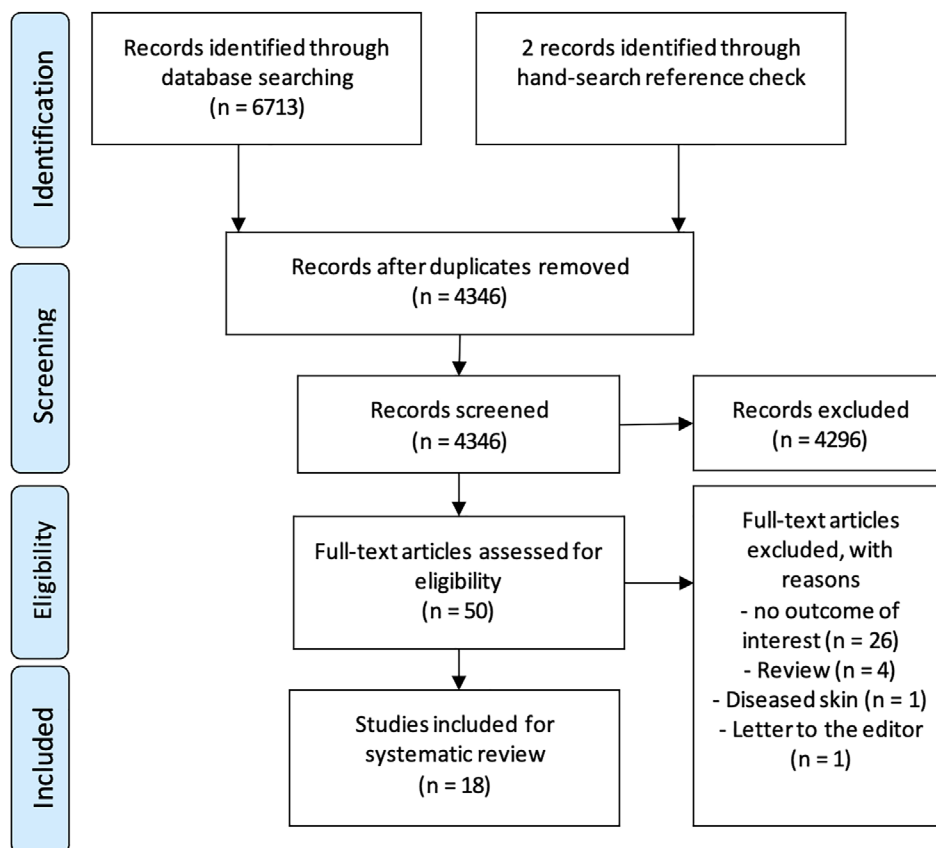 Identification
Records identified through
database searching
(n = 6713)
2 records identified through
hand-search reference check
Records after duplicates removed
(n = 4346)
Screening
Records screened
(n = 4346)
Records excluded
(n = 4296)
Eligibility
Full-text articles assessed for
eligibility
(n = 50)
Full-text articles
excluded, with
reasons
- no outcome of
interest (n = 26)
- Review (n = 4)
- Diseased skin (n = 1)
- Letter to the editor
(n = 1)
Included
Studies included for
systematic review
(n = 18)